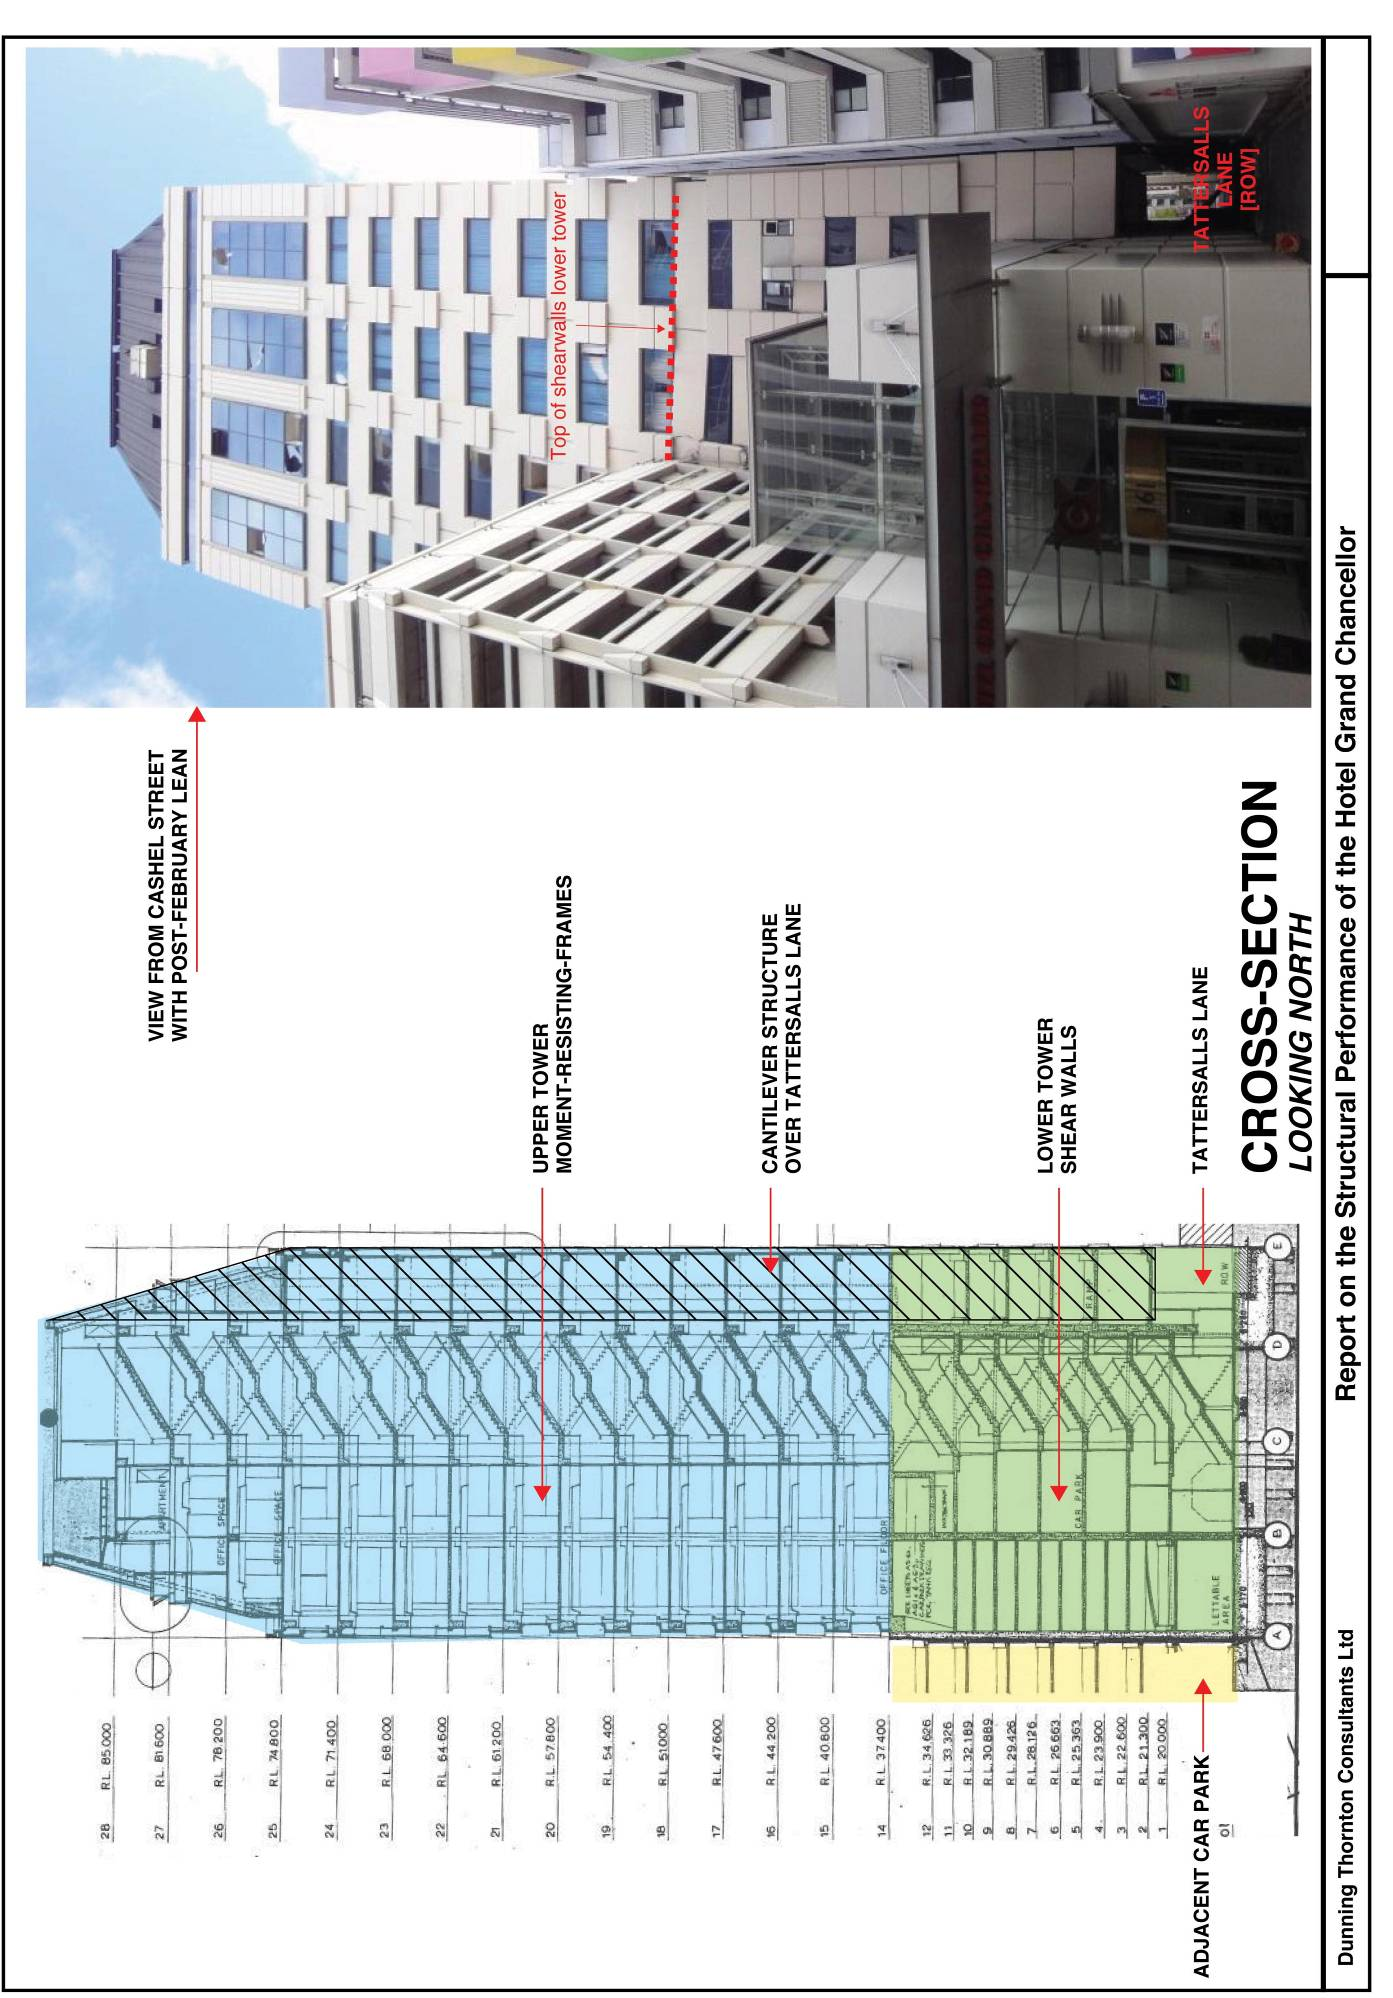 28 R.L. 85000
27 R.L. 81.600
26 R.L. 78.200
25 R.L. 74.800
24 R.L. 71.400
23 R.L. 68.000
22 R.L. 64.600
21 R.L. 61.200
20 R.L. 57.800
19 R.L. 54.400
18 R.L. 51000
17 R.L. 47.600
16 R.L. 44.200
15 R.L. 40.800
14 R.L. 37.400
12 R.L. 34.626
11 R.L. 33.326
10 R.L. 32.189
9 R.L. 30.889
8 R.L. 29.426
7 R.L. 28.126
6 R.L. 26.663
5 R.L. 25.363
4 R.L. 23.900
3 R.L. 22.600
2 R.L. 21.300
1 R.L. 20.000
ADJACENT CAR PARK
APARTMENT
OFFICE SPACE
OFFICE SPACE
OFFICE FLOOR
CAR PARK
RAMP
LETTABLE
AREA
ROW
A
B
C
D
E
VIEW FROM CASHEL STREET
WITH POST-FEBRUARY LEAN
UPPER TOWER
MOMENT-RESISTING-FRAMES
CANTILEVER STRUCTURE
OVER TATTERSALLS LANE
LOWER TOWER
SHEAR WALLS
TATTERSALLS LANE
CROSS-SECTION
LOOKING NORTH
Top of shearwalls lower tower
TATTERSALLS
LANE
[ROW]
161
Dunning Thornton Consultants Ltd
Report on the Structural Performance of the Hotel Grand Chancellor